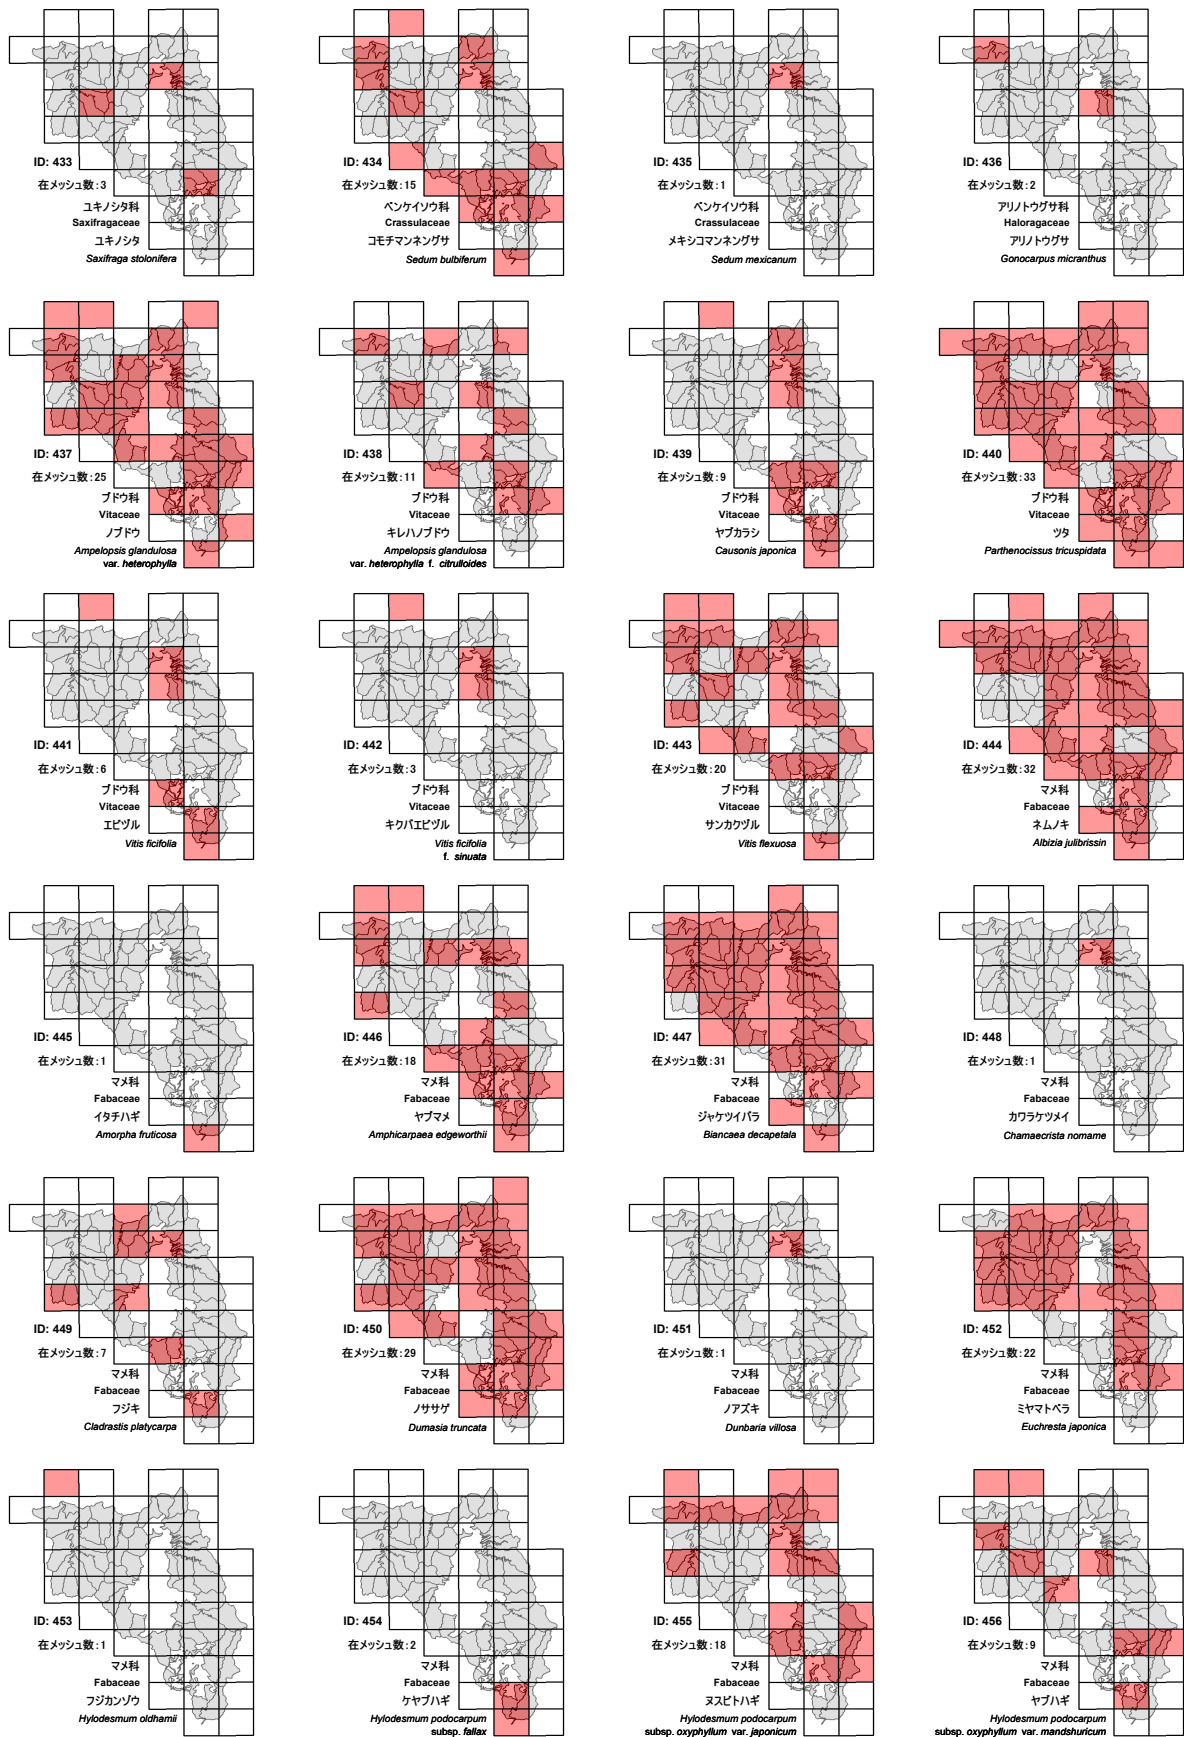 ID: 433
在メッシュ数:3
ユキノシタ科
Saxifragaceae
ユキノシタ
Saxifraga stolonifera
ID: 434
在メッシュ数:15
ベンケイソウ科
Crassulaceae
コモチマンネングサ
Sedum bulbiferum
ID: 435
在メッシュ数:1
ベンケイソウ科
Crassulaceae
メキシコマンネングサ
Sedum mexicanum
ID: 436
在メッシュ数:2
アリノトウグサ科
Haloragaceae
アリノトウグサ
Gonocarpus micranthus
ID: 437
在メッシュ数:25
ブドウ科
Vitaceae
ノブドウ
Ampelopsis glandulosa
var. heterophylla
ID: 438
在メッシュ数:11
ブドウ科
Vitaceae
キレハノブドウ
Ampelopsis glandulosa
var. heterophylla f. citrulloides
ID: 439
在メッシュ数:9
ブドウ科
Vitaceae
ヤブカラシ
Causonis japonica
ID: 440
在メッシュ数:33
ブドウ科
Vitaceae
ツタ
Parthenocissus tricuspidata
ID: 441
在メッシュ数:6
ブドウ科
Vitaceae
エビヅル
Vitis ficifolia
ID: 442
在メッシュ数:3
ブドウ科
Vitaceae
キクバエビヅル
Vitis ficifolia
f. sinuata
ID: 443
在メッシュ数:20
ブドウ科
Vitaceae
サンカクヅル
Vitis flexuosa
ID: 444
在メッシュ数:32
マメ科
Fabaceae
ネムノキ
Albizia julibrissin
ID: 445
在メッシュ数:1
マメ科
Fabaceae
イタチハギ
Amorpha fruticosa
ID: 446
在メッシュ数:18
マメ科
Fabaceae
ヤブマメ
Amphicarpaea edgeworthii
ID: 447
在メッシュ数:31
マメ科
Fabaceae
ジャケツイバラ
Biancaea decapetala
ID: 448
在メッシュ数:1
マメ科
Fabaceae
カワラケツメイ
Chamaecrista nomame
ID: 449
在メッシュ数:7
マメ科
Fabaceae
フジキ
Cladrastis platycarpa
ID: 450
在メッシュ数:29
マメ科
Fabaceae
ノササゲ
Dumasia truncata
ID: 451
在メッシュ数:1
マメ科
Fabaceae
ノアズキ
Dunbaria villosa
ID: 452
在メッシュ数:22
マメ科
Fabaceae
ミヤマトベラ
Euchresta japonica
ID: 453
在メッシュ数:1
マメ科
Fabaceae
フジカンゾウ
Hylodesmum oldhamii
ID: 454
在メッシュ数:2
マメ科
Fabaceae
ケヤブハギ
Hylodesmum podocarpum
subsp. fallax
ID: 455
在メッシュ数:18
マメ科
Fabaceae
ヌスビトハギ
Hylodesmum podocarpum
subsp. oxyphyllum var. japonicum
ID: 456
在メッシュ数:9
マメ科
Fabaceae
ヤブハギ
Hylodesmum podocarpum
subsp. oxyphyllum var. mandshuricum